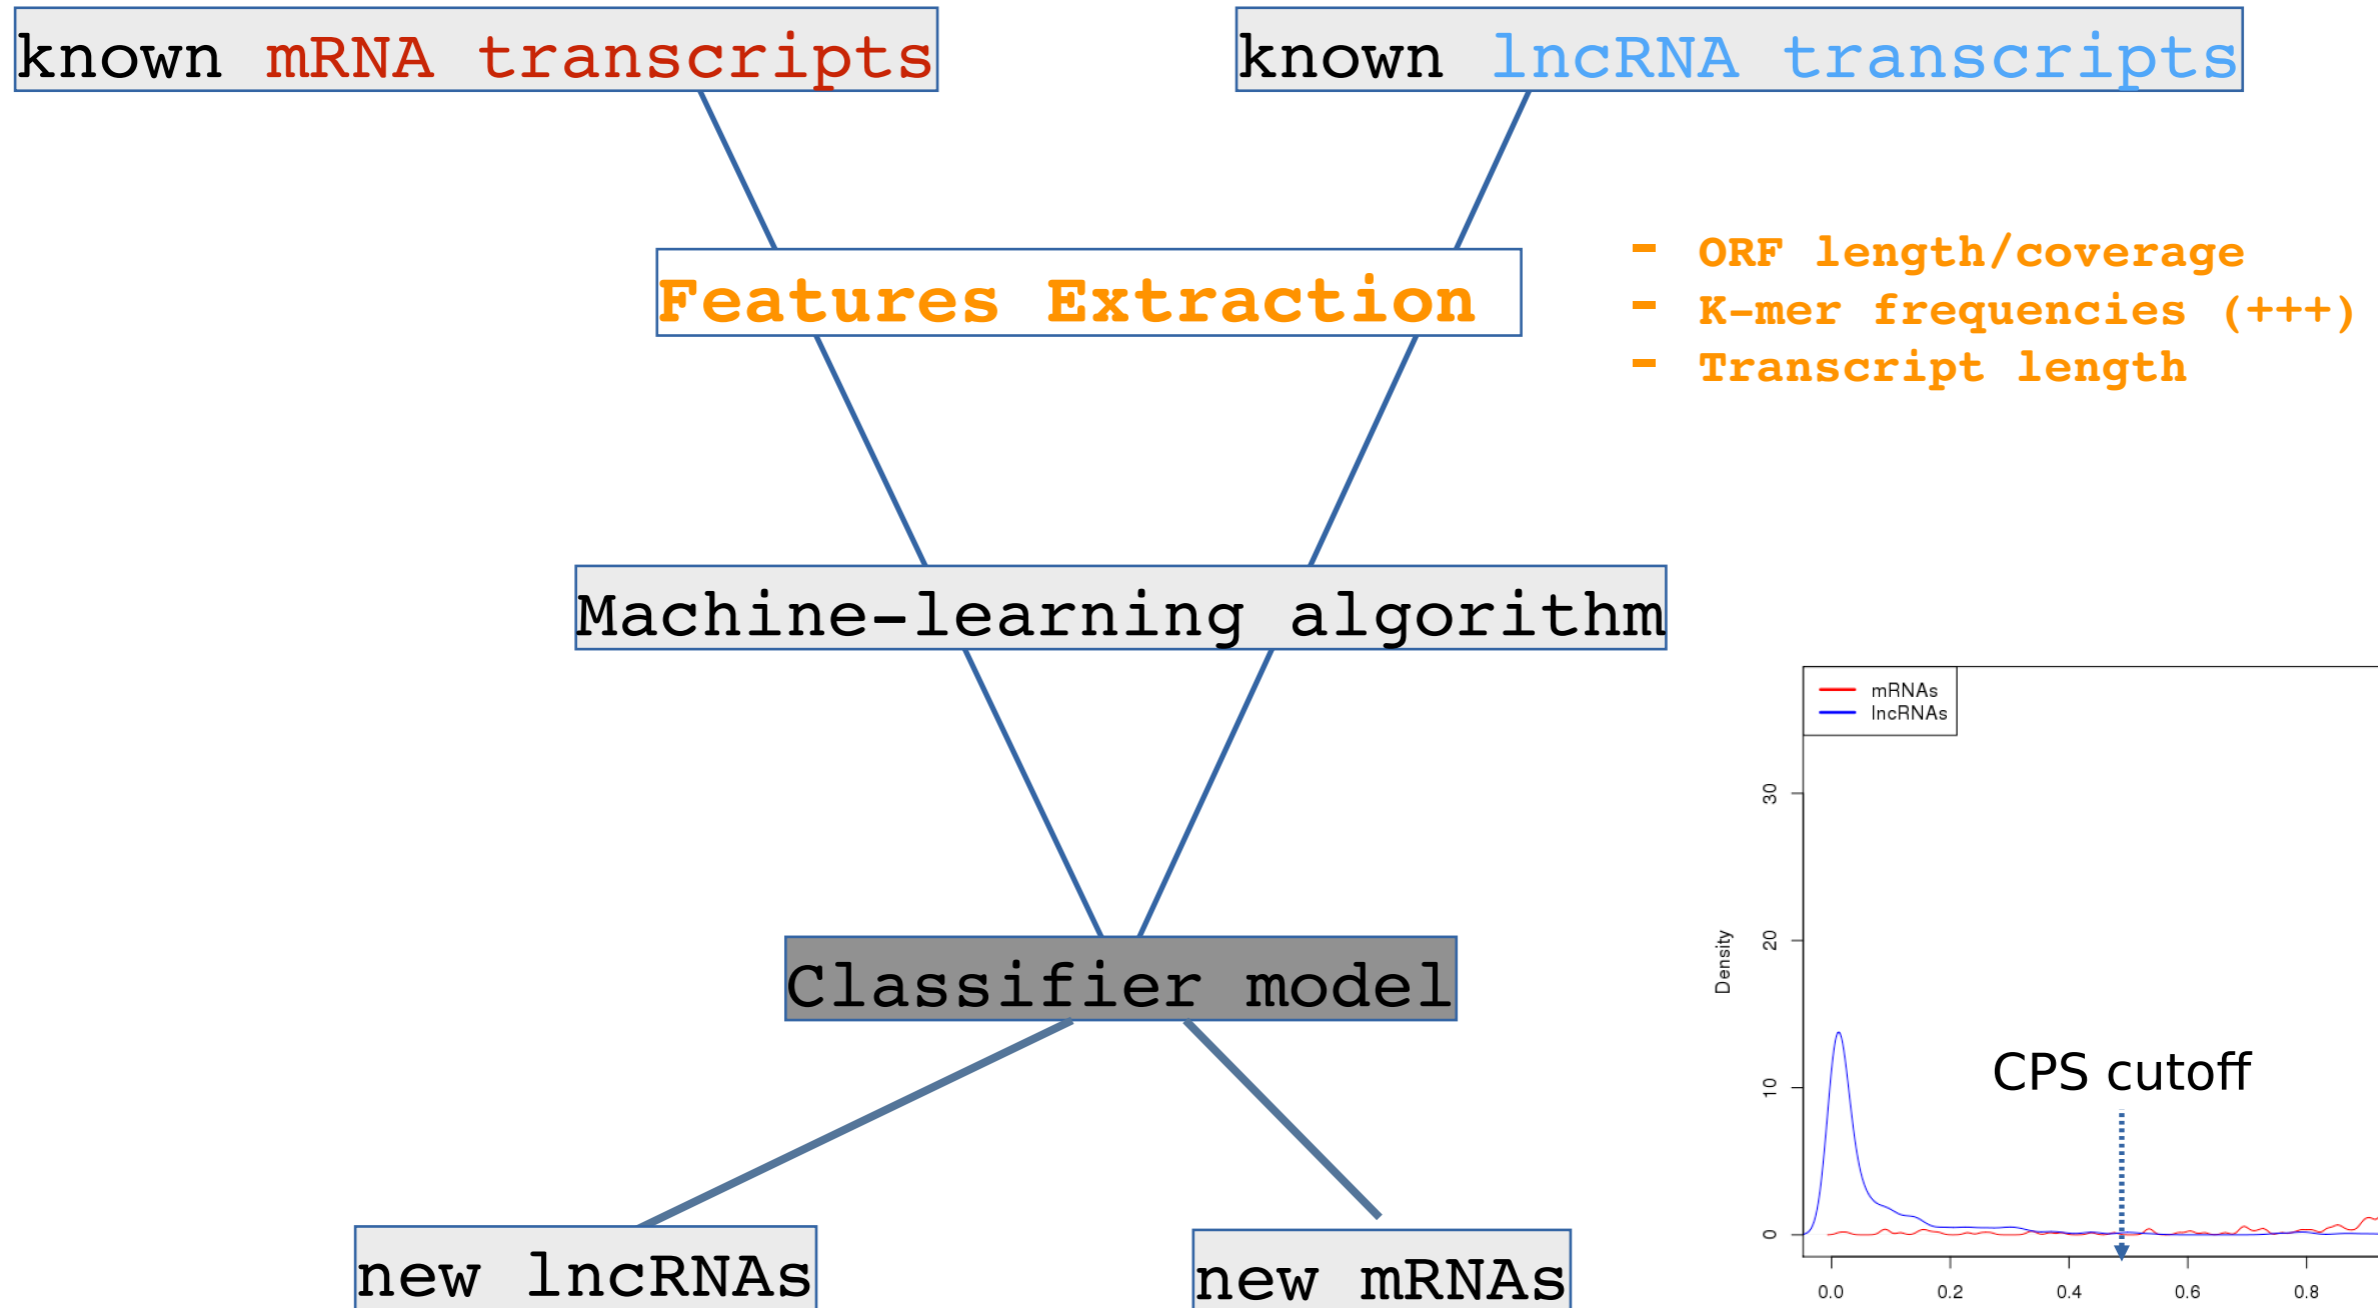 known mRNA transcripts
known lncRNA transcripts
Features Extraction
- ORF length/coverage
- K-mer frequencies (+++)
- Transcript length
Machine-learning algorithm
Classifier model
new lncRNAs
new mRNAs
mRNAs
lncRNAs
30
20
10
0
Density
CPS cutoff
0.0 0.2 0.4 0.6 0.8